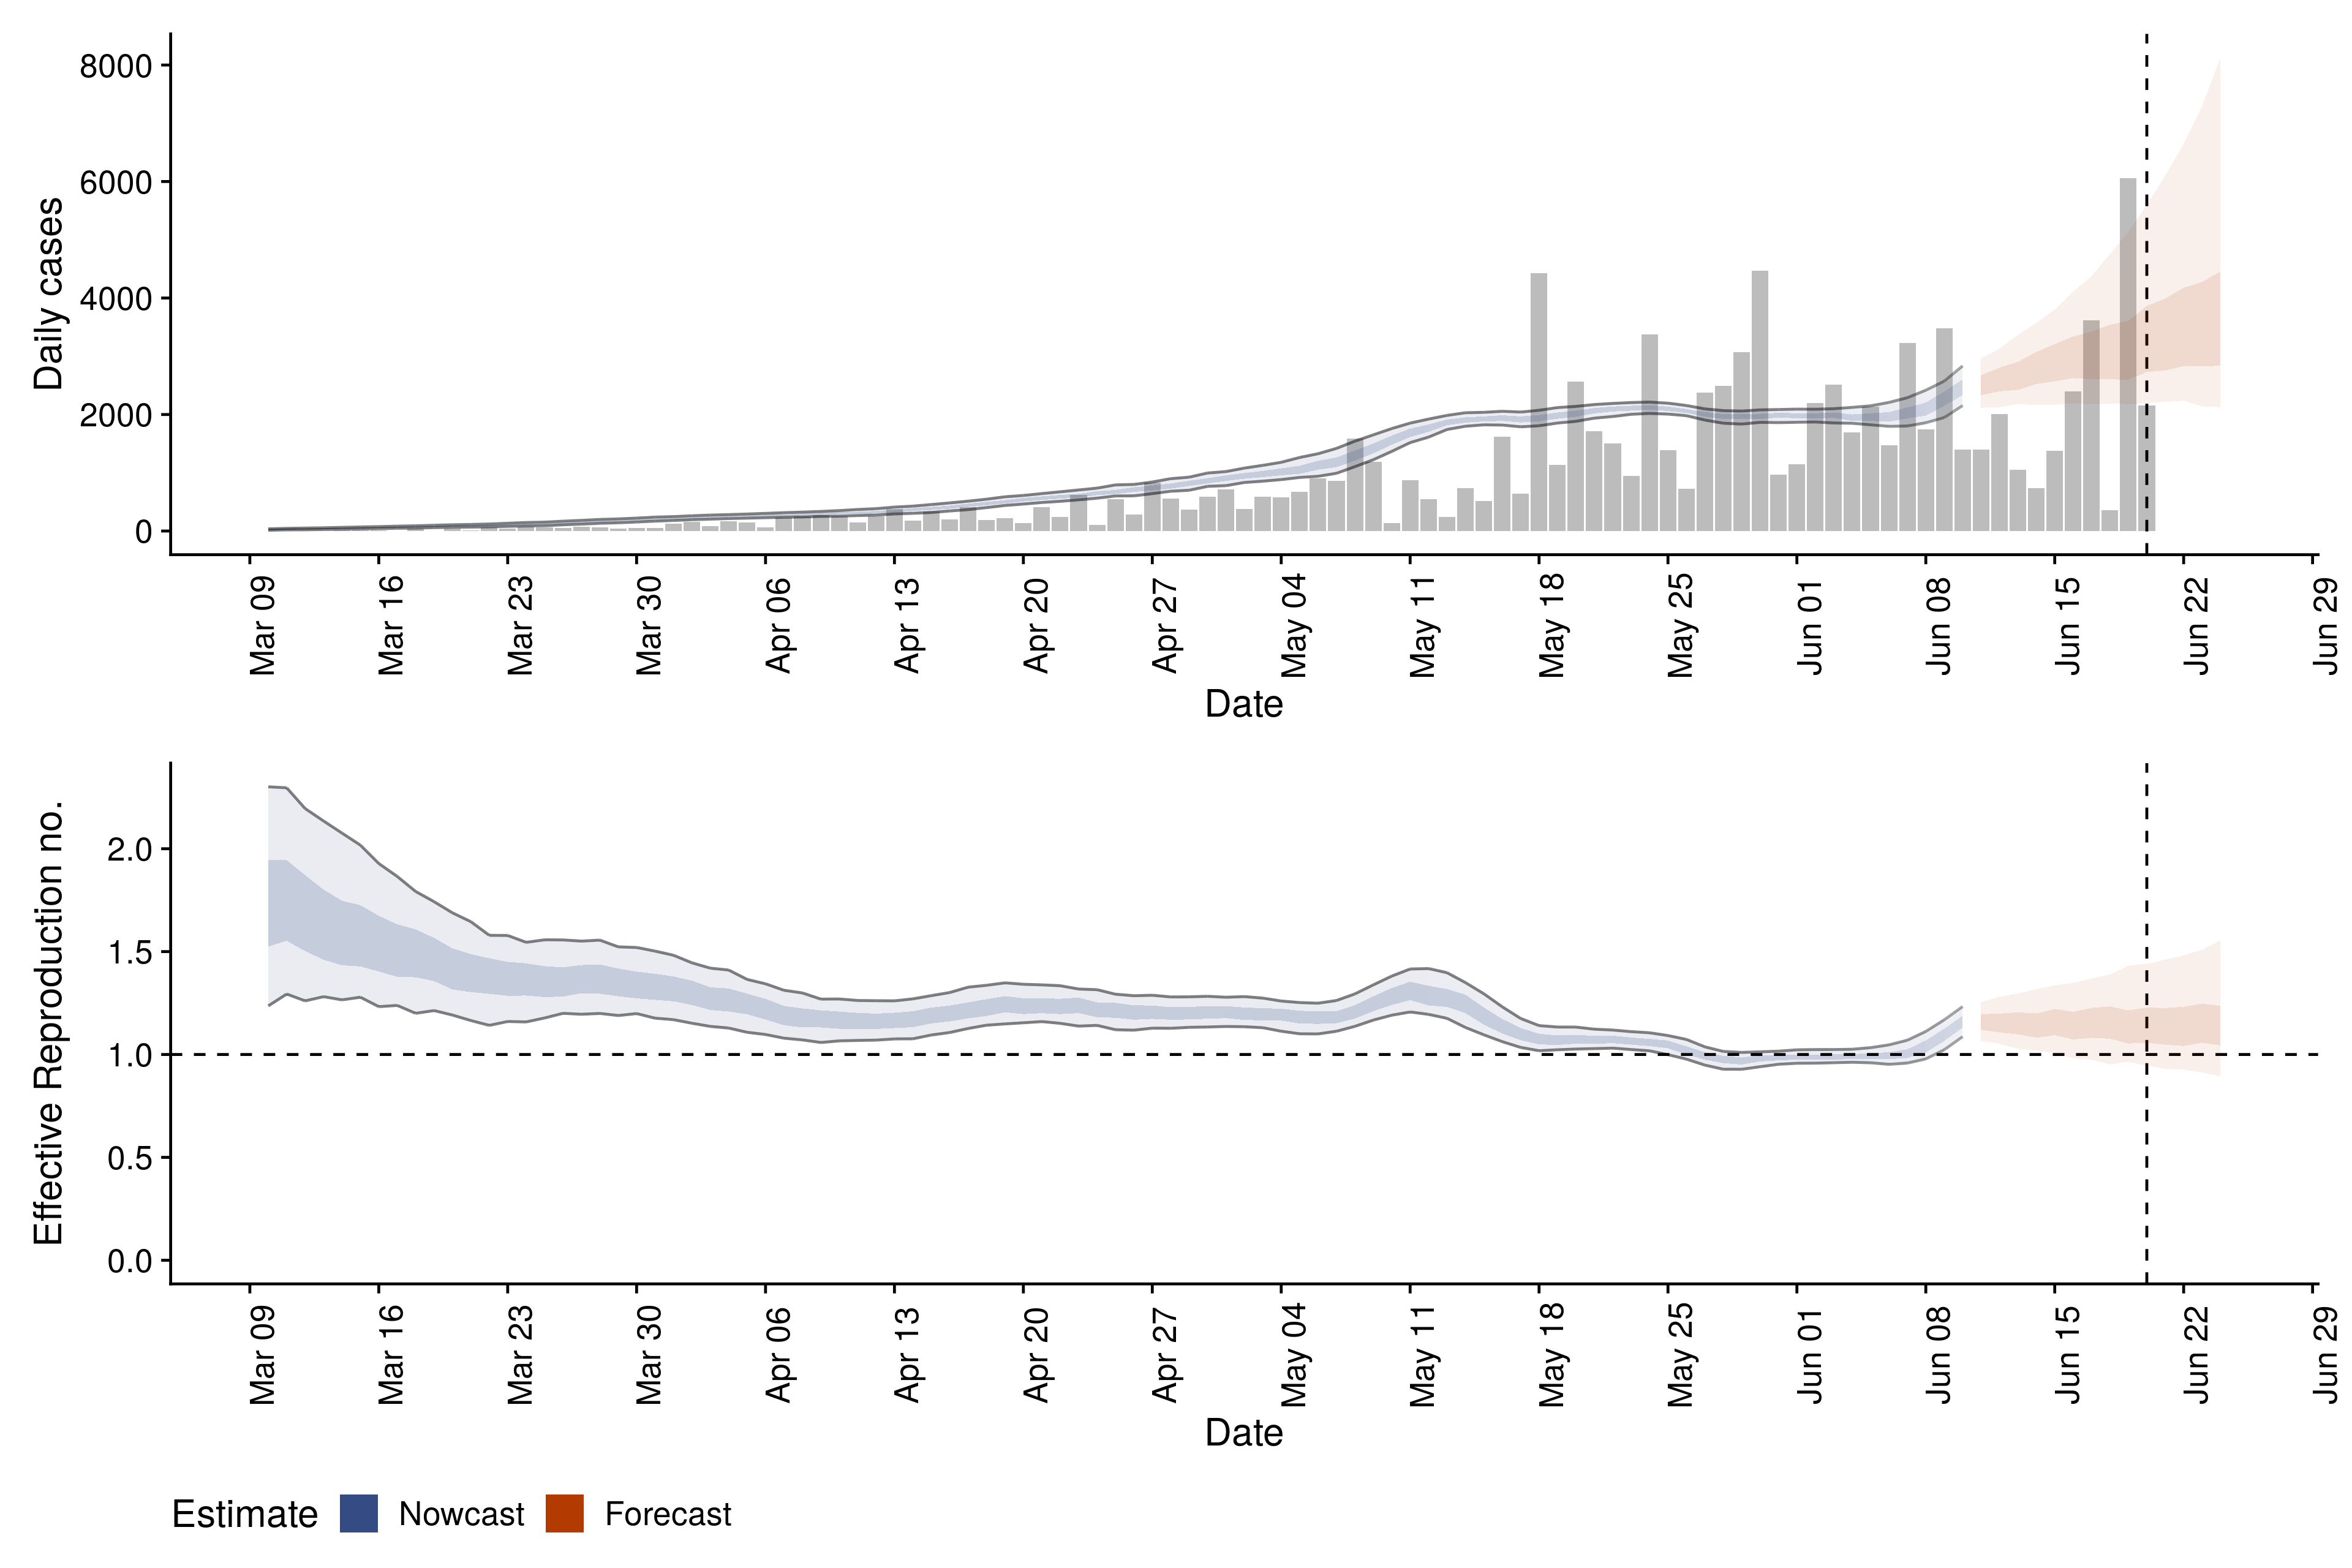 8000
6000
4000
2000
0
Daily cases
Mar 09
Mar 16
Mar 23
Mar 30
Apr 06
Apr 13
Apr 20
Apr 27
May 04
May 11
May 18
May 25
Jun 01
Jun 08
Jun 15
Jun 22
Jun 29
Date
2.0
1.5
1.0
0.5
0.0
Effective Reproduction no.
Mar 09
Mar 16
Mar 23
Mar 30
Apr 06
Apr 13
Apr 20
Apr 27
May 04
May 11
May 18
May 25
Jun 01
Jun 08
Jun 15
Jun 22
Jun 29
Date
Estimate Nowcast Forecast